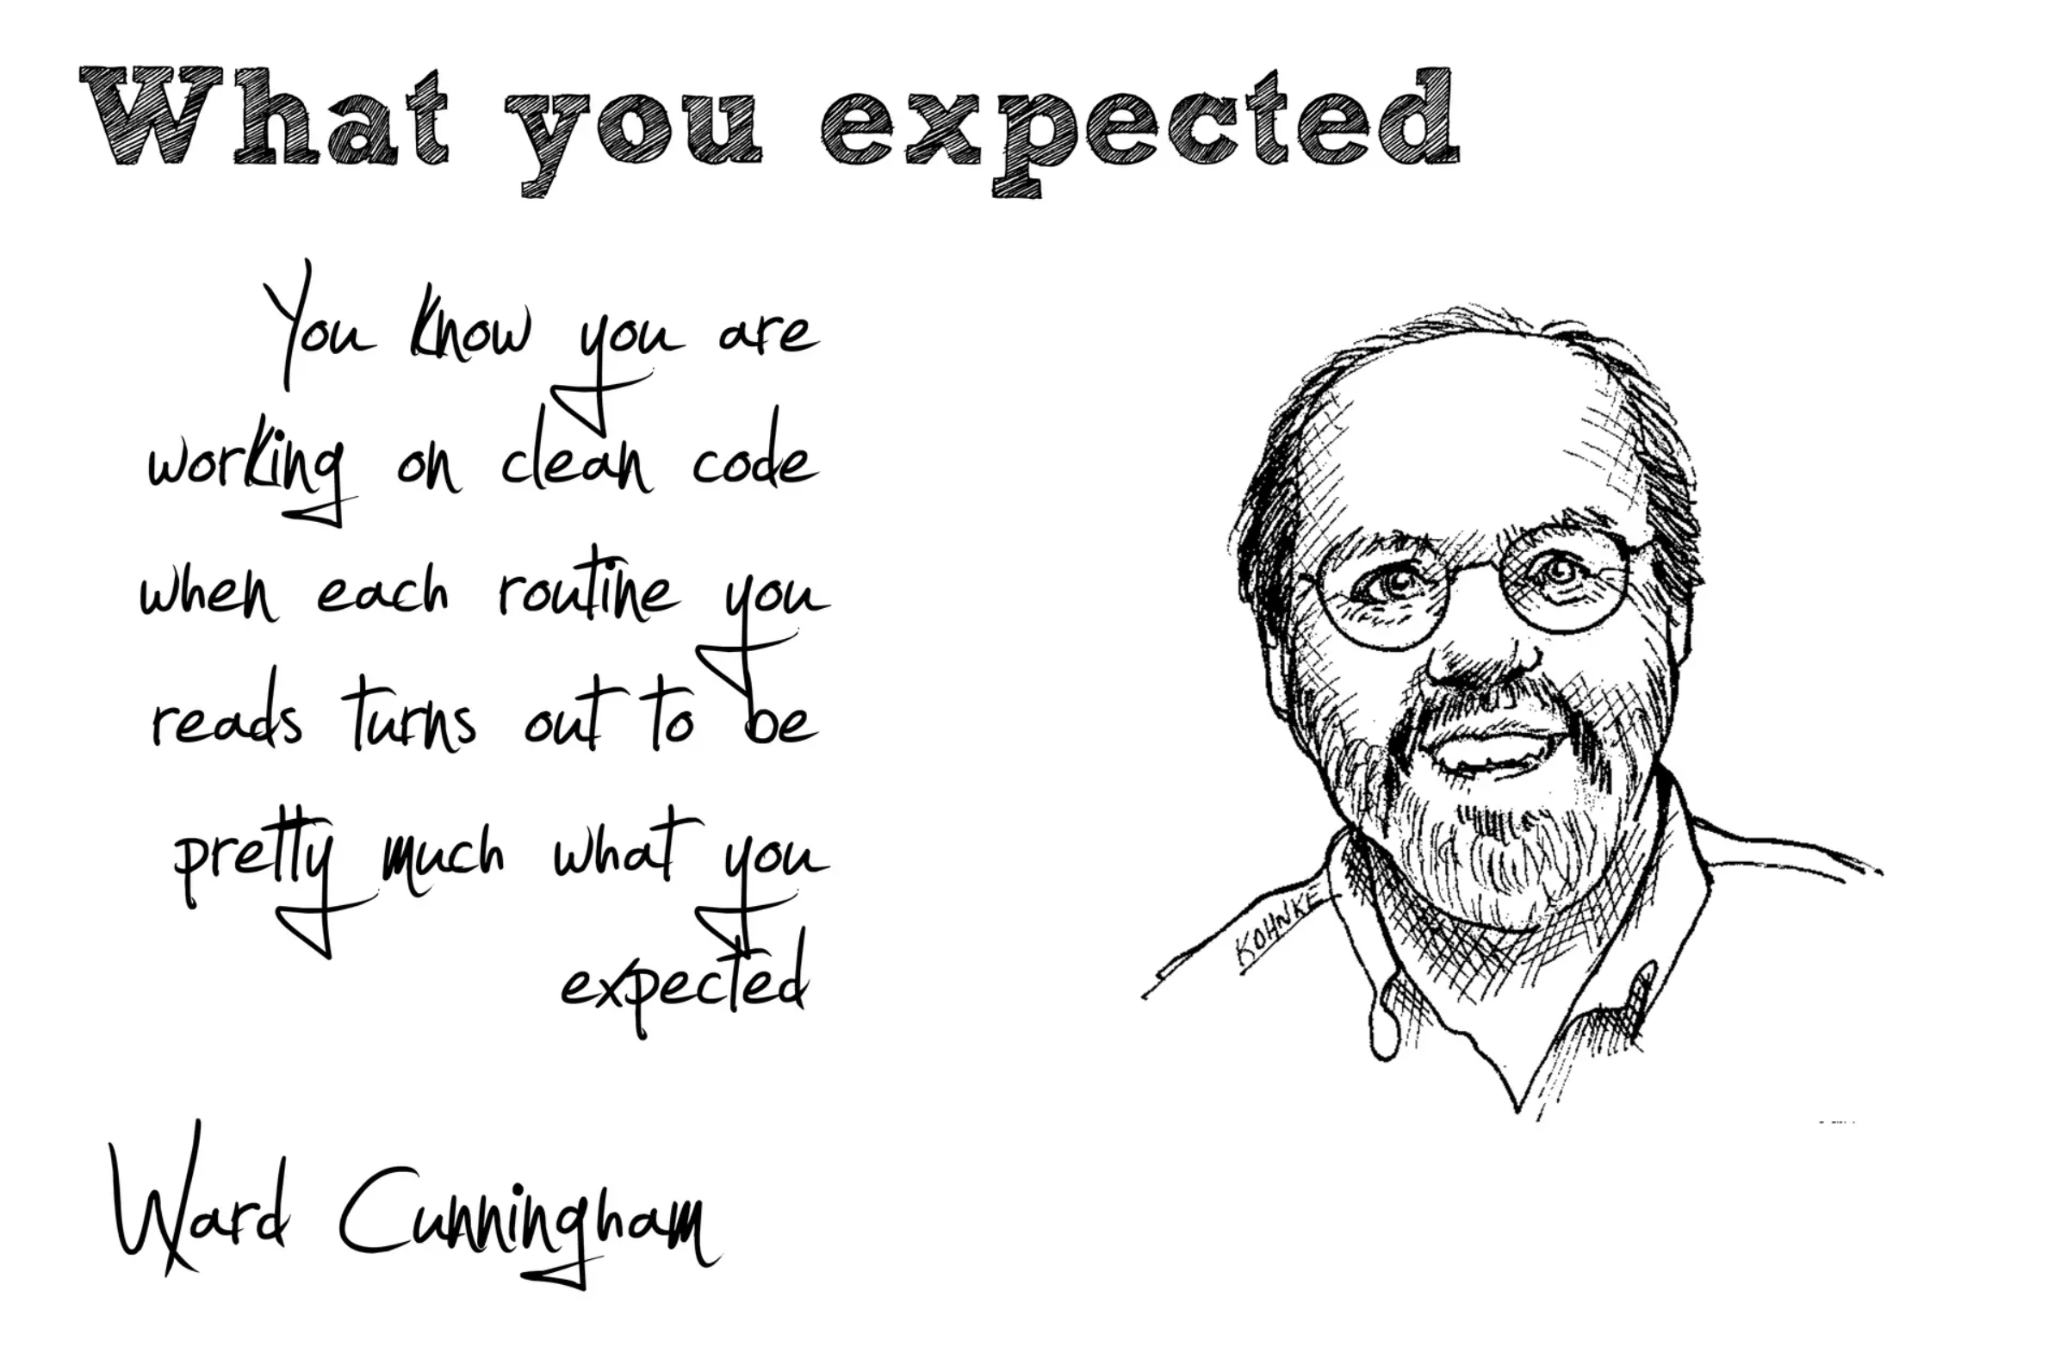 What you expected
You know you are
working on clean code
when each routine you
reads turns out to be
pretty much what you
expected
KOHNKE
Ward Cunningham